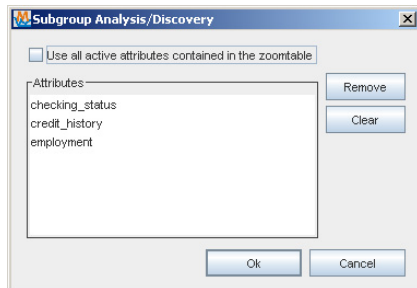 Subgroup Analysis/Discovery
Use all active attributes contained in the zoomtable
Attributes
checking_status
credit_history
employment
Remove
Clear
Ok
Cancel